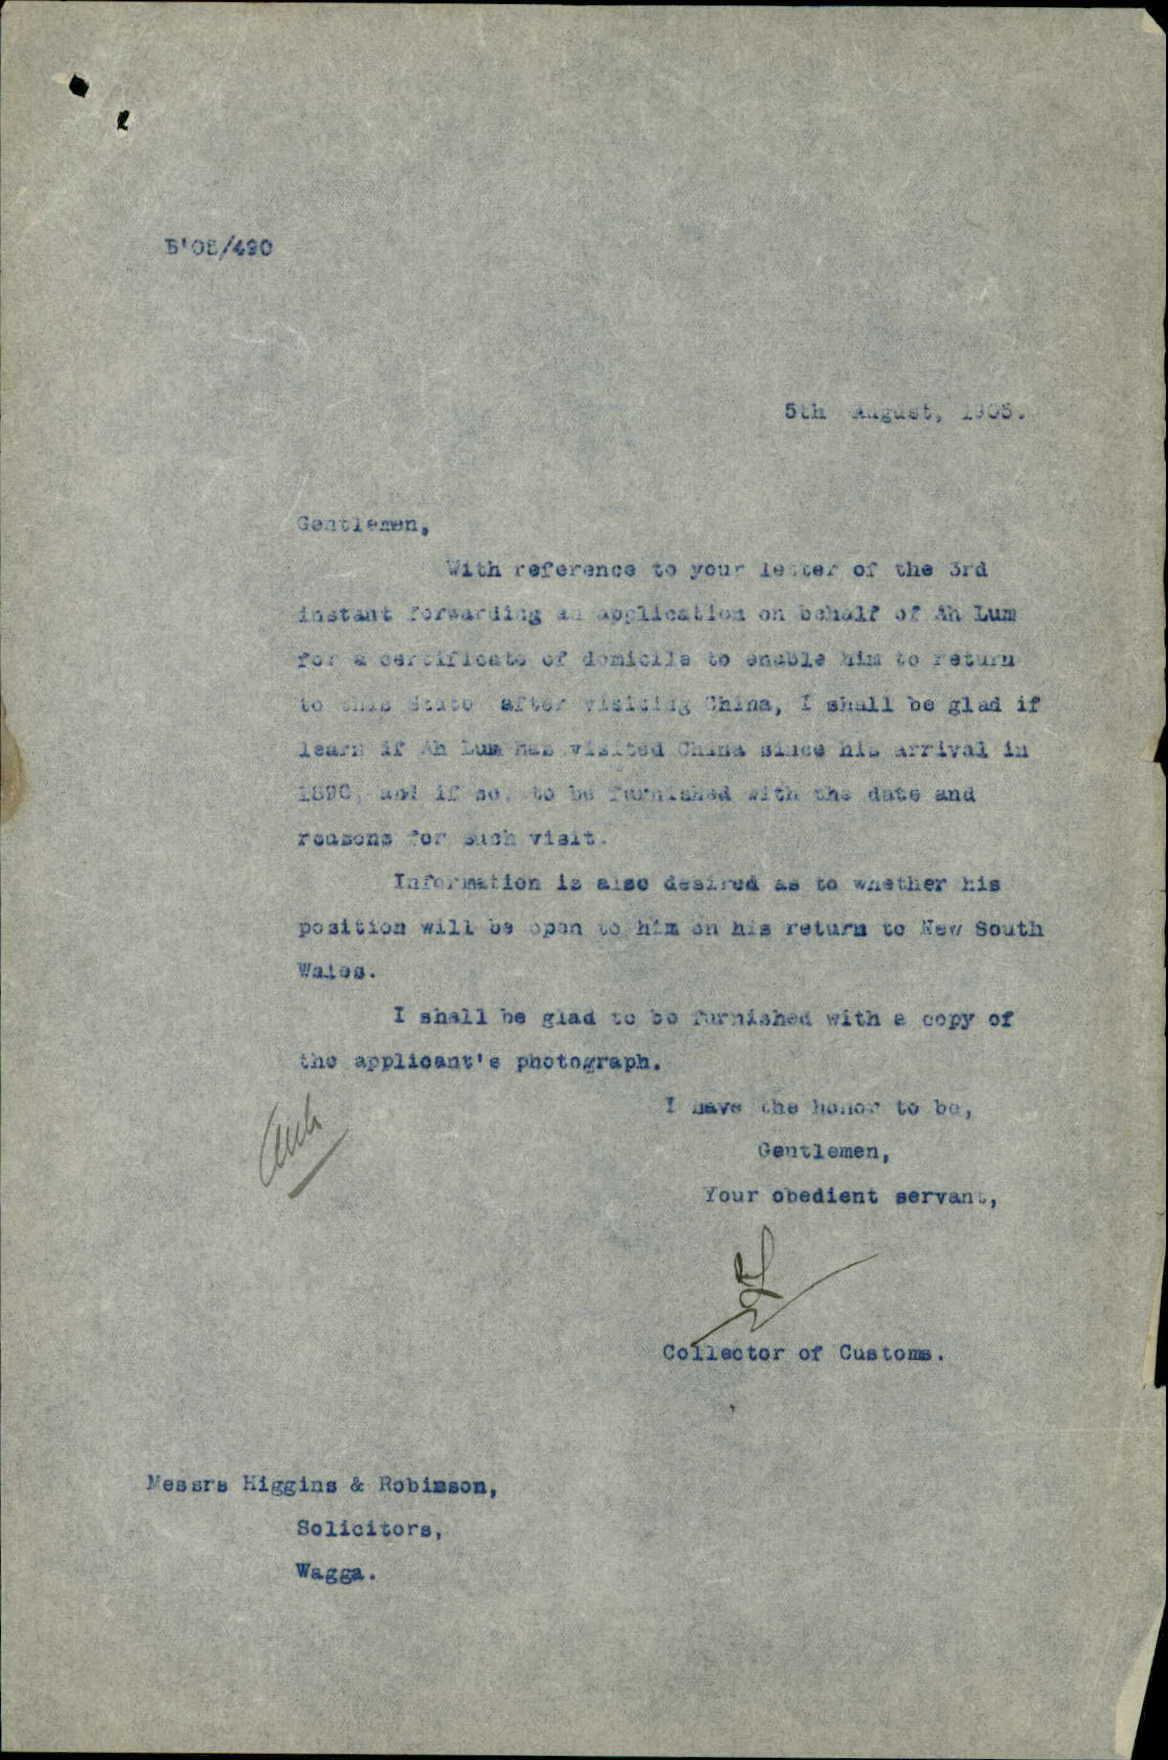 B'05/490
5th August, 1905.
Gentlemen,
With reference to your letter of the 3rd
instant forwarding an application on behalf of Ah Lum
for a certificate of domicile to enable him to return
to this State after visiting China, I shall be glad if
learn if Ah Lum has visited China since his arrival in
1890, and if so, to be furnished with the date and
reasons for such visit.
Information is also desired as to whether his
position will be open to him on his return to New South
Wales.
I shall be glad to be furnished with a copy of
the applicant's photograph.
I have the honor to be,
Gentlemen,
Your obedient servant,
Collector of Customs.
Messrs Higgins & Robinson,
Solicitors,
Wagga.